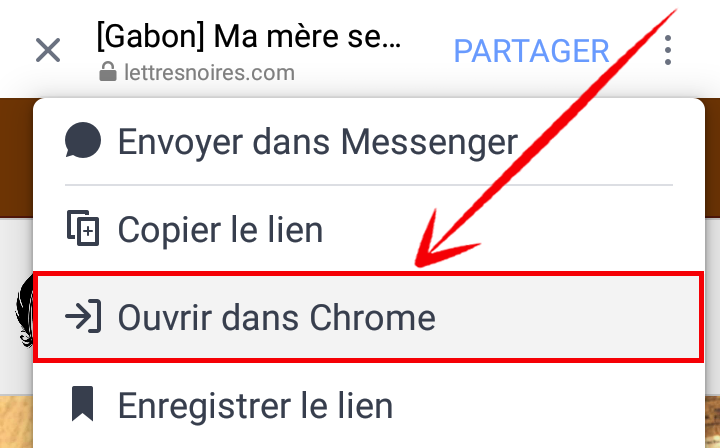 [Gabon] Ma mère se...
PARTAGER
lettresnoires.com
Envoyer dans Messenger
Copier le lien
Ouvrir dans Chrome
Enregistrer le lien